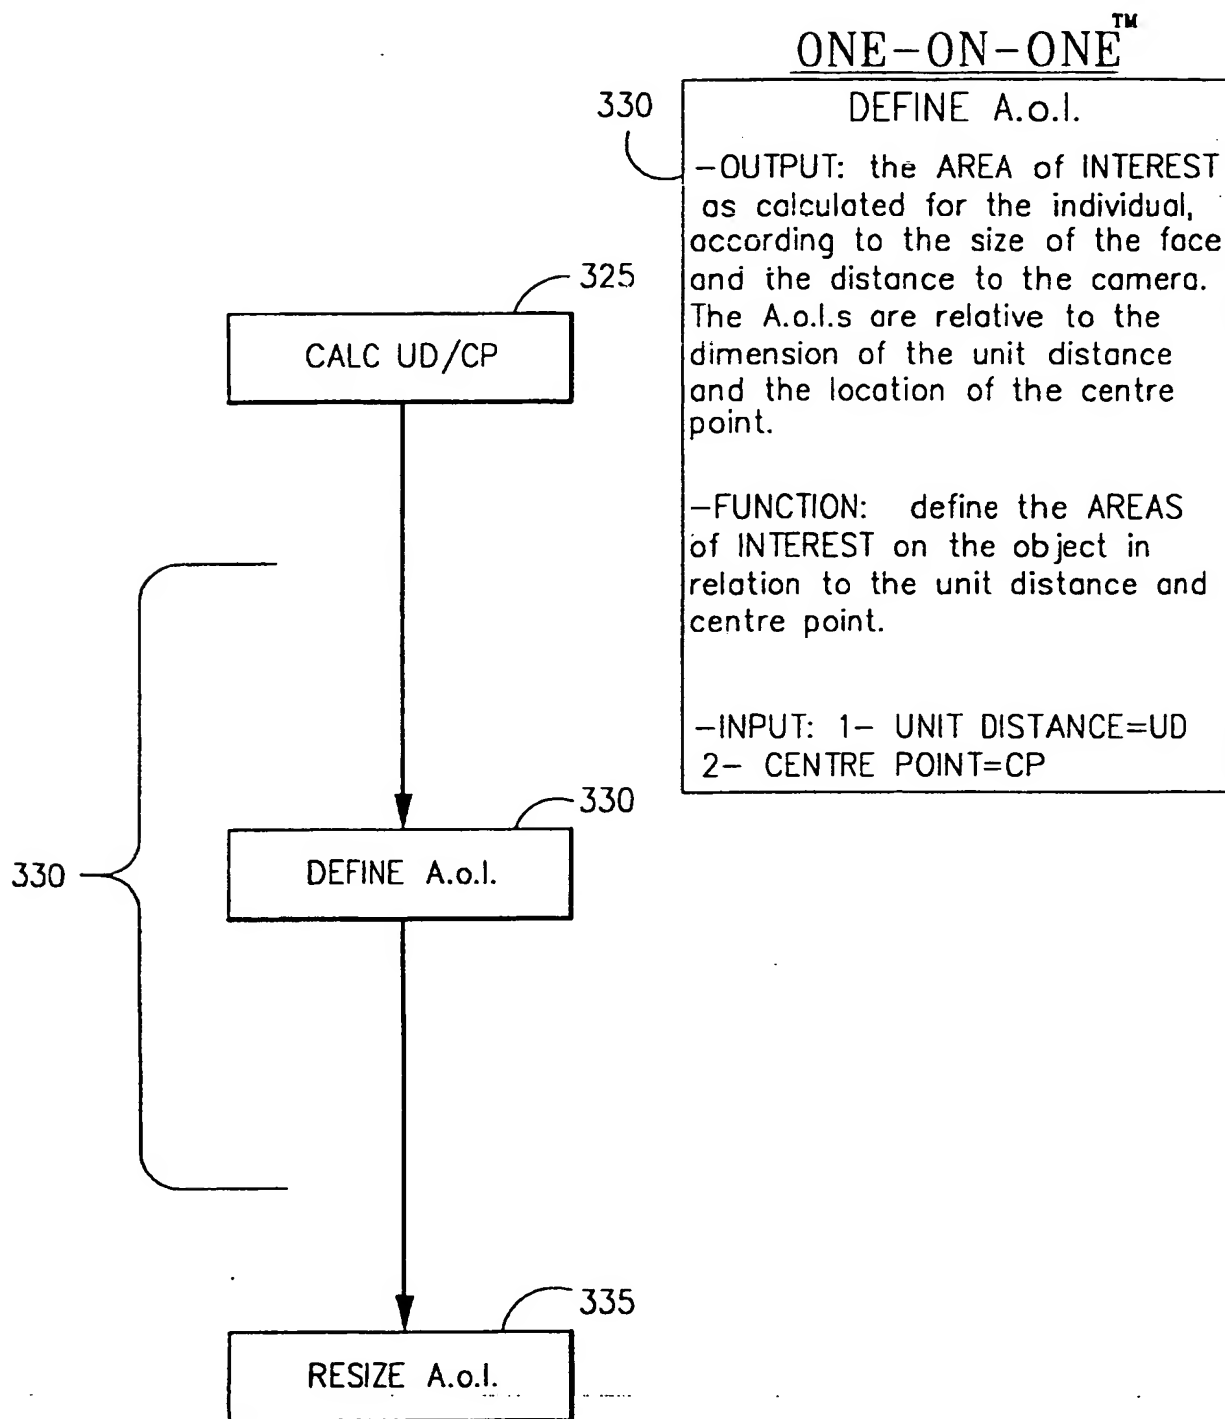 ONE-ON-ONE™
330
DEFINE A.o.I.
-OUTPUT: the AREA of INTEREST
as calculated for the individual,
according to the size of the face
and the distance to the camera.
The A.o.I.s are relative to the
dimension of the unit distance
and the location of the centre
point.
-FUNCTION: define the AREAS
of INTEREST on the object in
relation to the unit distance and
centre point.
-INPUT: 1- UNIT DISTANCE=UD
2- CENTRE POINT=CP
325
CALC UD/CP
330
330
DEFINE A.o.I.
335
RESIZE A.o.I.